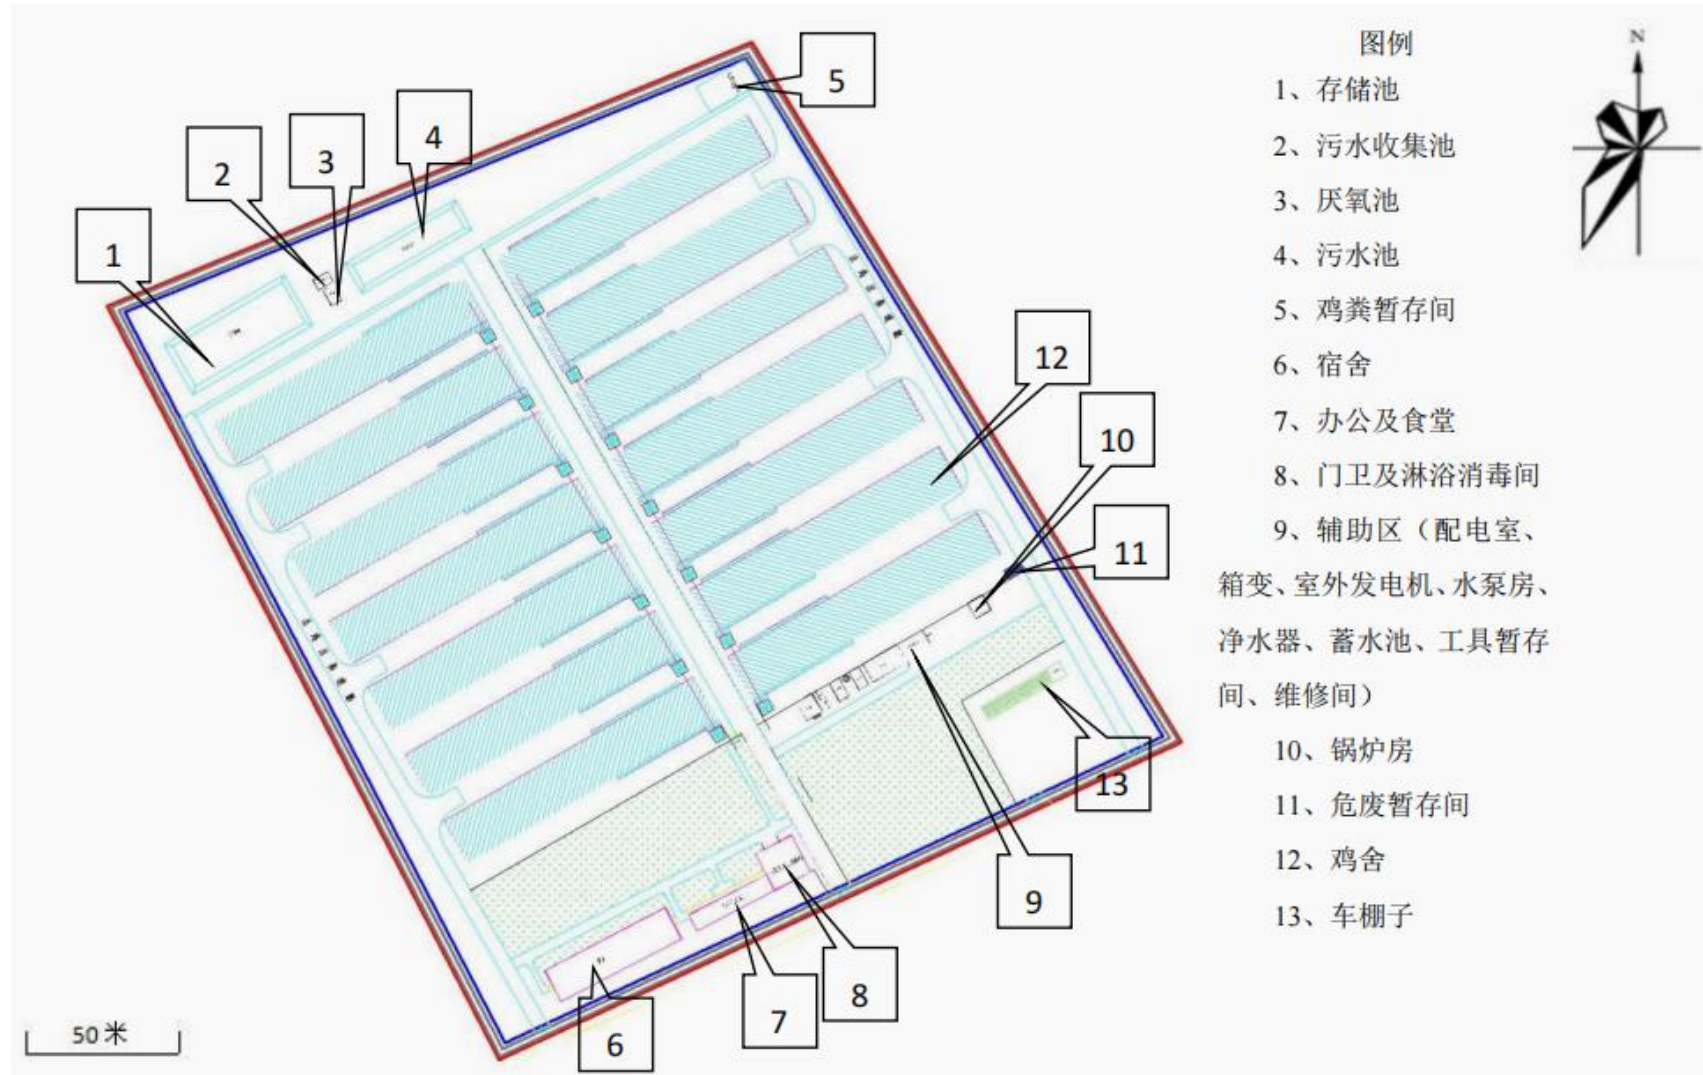 图例
N
1、存储池
2、污水收集池
3、厌氧池
4、污水池
5、鸡粪暂存间
6、宿舍
7、办公及食堂
8、门卫及淋浴消毒间
9、辅助区（配电室、
箱变、室外发电机、水泵房、
净水器、蓄水池、工具暂存
间、维修间）
10、锅炉房
11、危废暂存间
12、鸡舍
13、车棚子
5
4
3
2
1
12
10
11
13
9
8
7
6
50米